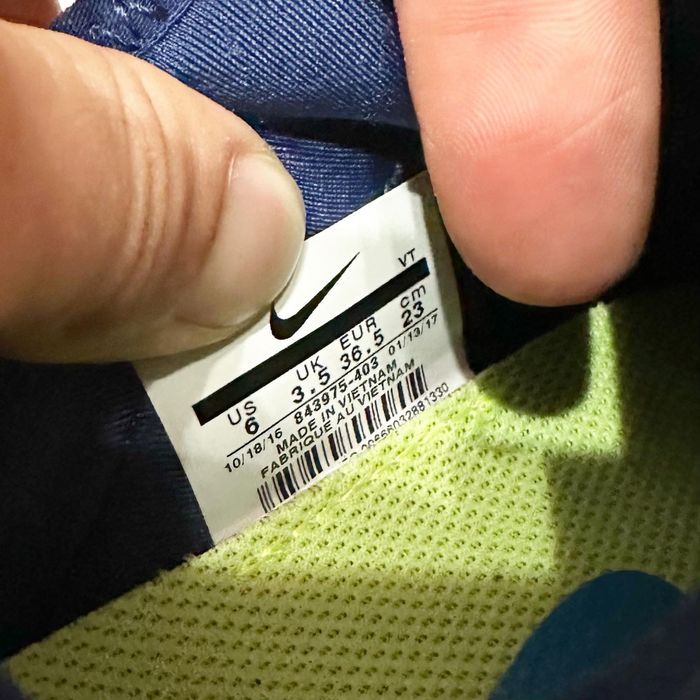 VT
US UK EUR cm
6 3.5 36.5 23
10/18/16 843975-403 01/13/17
MADE IN VIETNAM
FABRIQUE AU VIETNAM
00666032881330